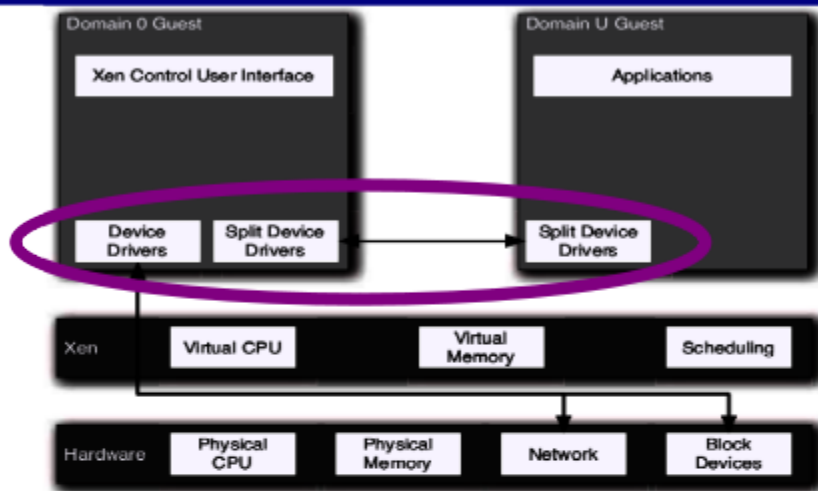 Domain 0 Guest
Domain U Guest
Xen Control User Interface
Applications
Device
Drivers
Split Device
Drivers
Split Device
Drivers
Xen
Virtual CPU
Virtual
Memory
Scheduling
Hardware
Physical
CPU
Physical
Memory
Network
Block
Devices